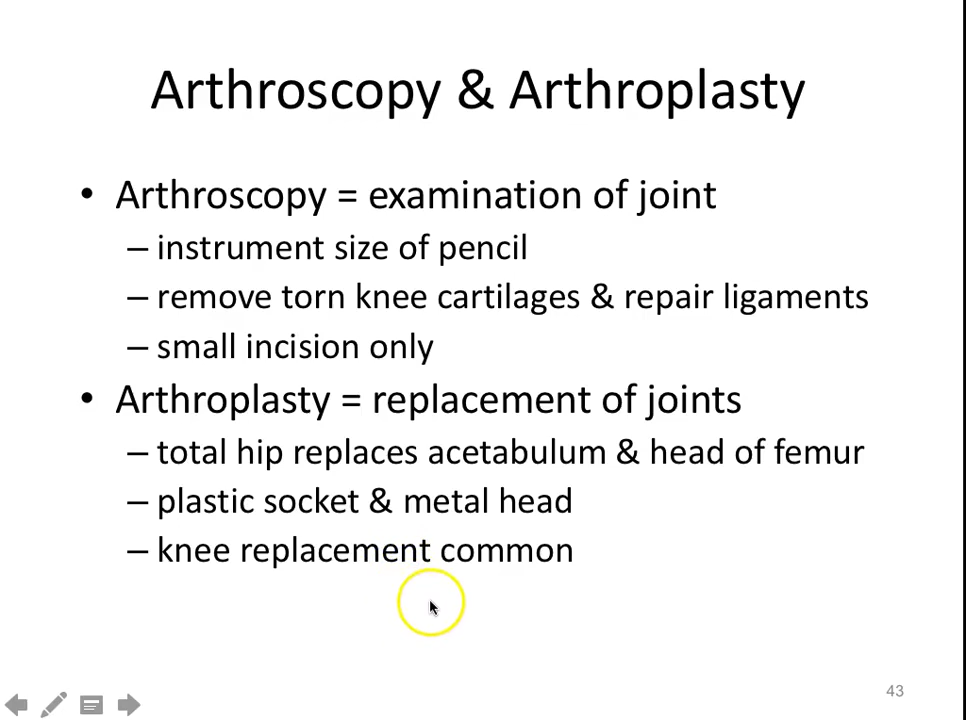 Arthroscopy & Arthroplasty
• Arthroscopy = examination of joint
– instrument size of pencil
– remove torn knee cartilages & repair ligaments
– small incision only
• Arthroplasty = replacement of joints
– total hip replaces acetabulum & head of femur
– plastic socket & metal head
– knee replacement common
43